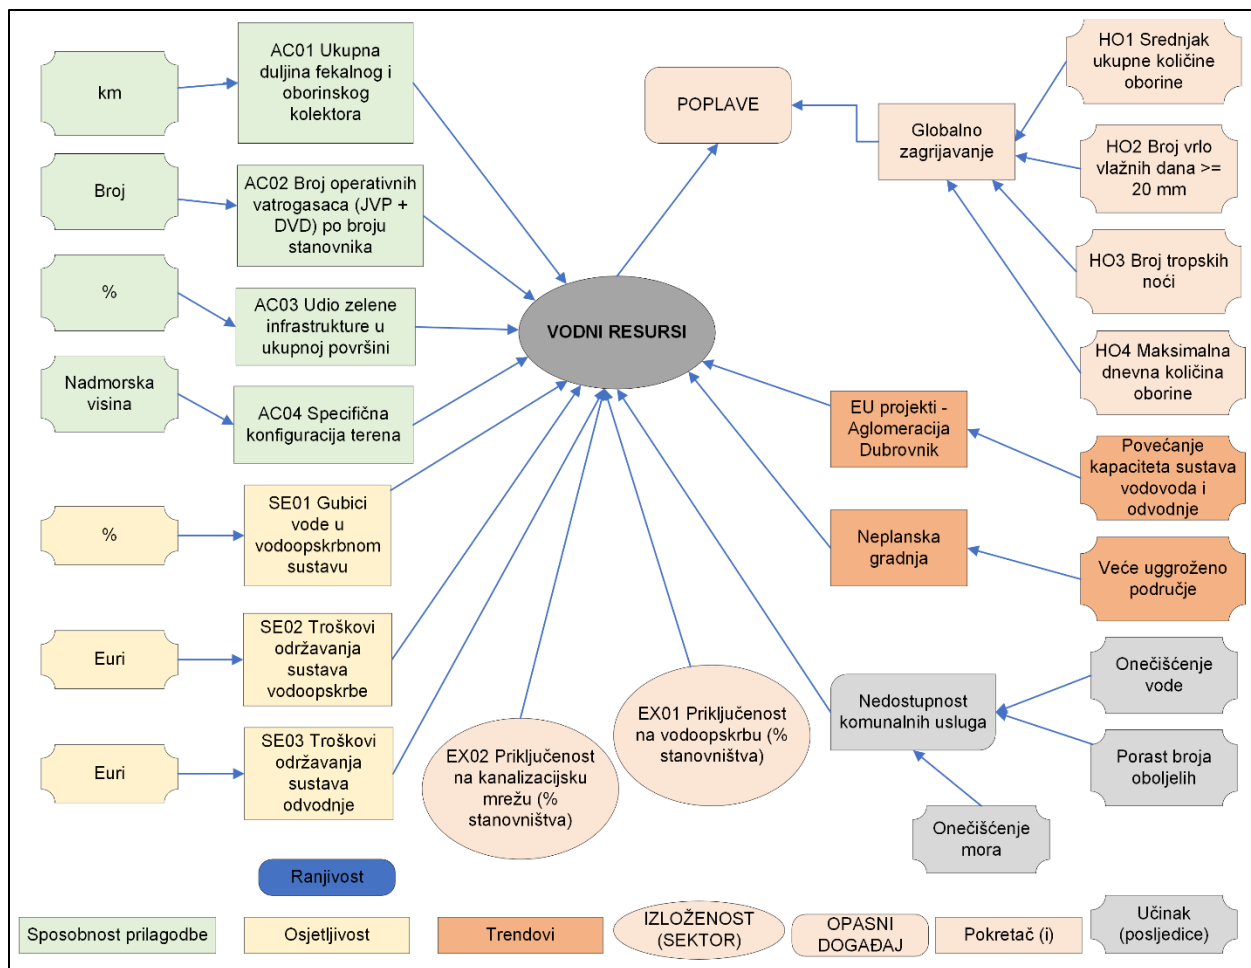 km
AC01 Ukupna
duljina fekalnog i
oborinskog
kolektora
Broj
AC02 Broj operativnih
vatrogasaca (JVP +
DVD) po broju
stanovnika
%
AC03 Udio zelene
infrastrukture u
ukupnoj površini
Nadmorska
visina
AC04 Specifična
konfiguracija terena
%
SE01 Gubici
vode u
vodoopskrbnom
sustavu
Euri
SE02 Troškovi
održavanja
sustava
vodoopskrbe
Euri
SE03 Troškovi
održavanja
sustava
odvodnje
POPLAVE
VODNI RESURSI
EX02 Priključenost
na kanalizacijsku
mrežu (%
stanovništva)
EX01 Priključenost
na vodoopskrbu (%
stanovništva)
Globalno
zagrijavanje
HO1 Srednjak
ukupne količine
oborine
HO2 Broj vrlo
vlažnih dana >=
20 mm
HO3 Broj tropskih
noći
HO4 Maksimalna
dnevna količina
oborine
EU projekti -
Aglomeracija
Dubrovnik
Povećanje
kapaciteta sustava
vodovoda i
odvodnje
Neplanska
gradnja
Veće uggroženo
područje
Nedostupnost
komunalnih usluga
Onečišćenje
vode
Porast broja
oboljelih
Onečišćenje
mora
Ranjivost
Sposobnost prilagodbe
Osjetljivost
Trendovi
IZLOŽENOST
(SEKTOR)
OPASNI
DOGAĐAJ
Pokretač (i)
Učinak
(posljedice)